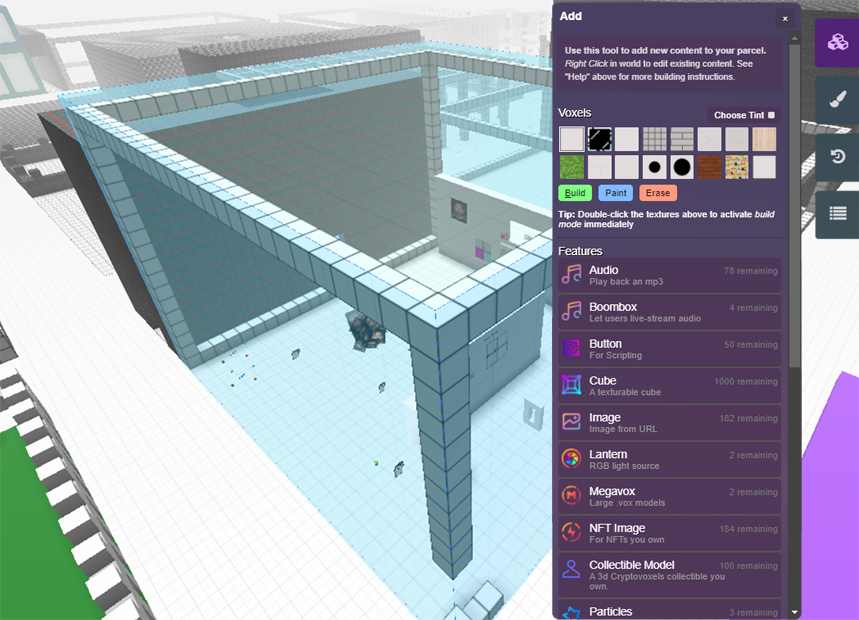 Add
×
Use this tool to add new content to your parcel.
Right Click in world to edit existing content. See
"Help" above for more building instructions.
Voxels
Choose Tint
Build
Paint
Erase
Tip: Double-click the textures above to activate build
mode immediately
Features
Audio
78 remaining
Play back an mp3
Boombox
4 remaining
Let users live-stream audio
Button
50 remaining
For Scripting
Cube
1000 remaining
A texturable cube
Image
182 remaining
Image from URL
Lantern
2 remaining
RGB light source
Megavox
2 remaining
Large .vox models
NFT Image
184 remaining
For NFTs you own
Collectible Model
100 remaining
A 3d Cryptovoxels collectible you
own.
Particles
3 remaining